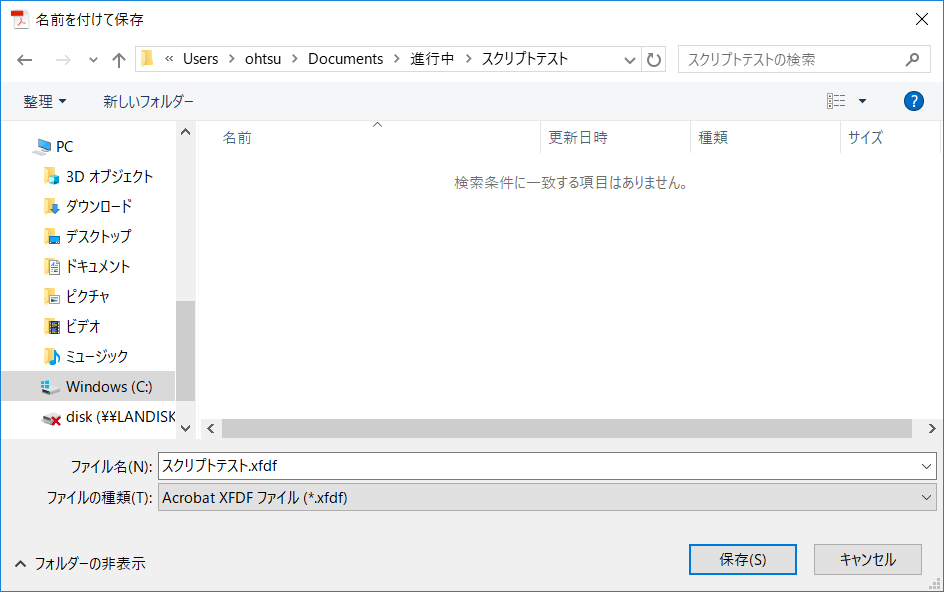 名前を付けて保存
« Users › ohtsu › Documents › 進行中 › スクリプトテスト
スクリプトテストの検索
整理
新しいフォルダー
?
名前
更新日時
種類
サイズ
検索条件に一致する項目はありません。
PC
3D オブジェクト
ダウンロード
デスクトップ
ドキュメント
ピクチャ
ビデオ
ミュージック
Windows (C:)
disk (¥¥LANDISK
ファイル名(N):
スクリプトテスト.xfdf
ファイルの種類(T):
Acrobat XFDF ファイル (*.xfdf)
フォルダーの非表示
保存(S)
キャンセル